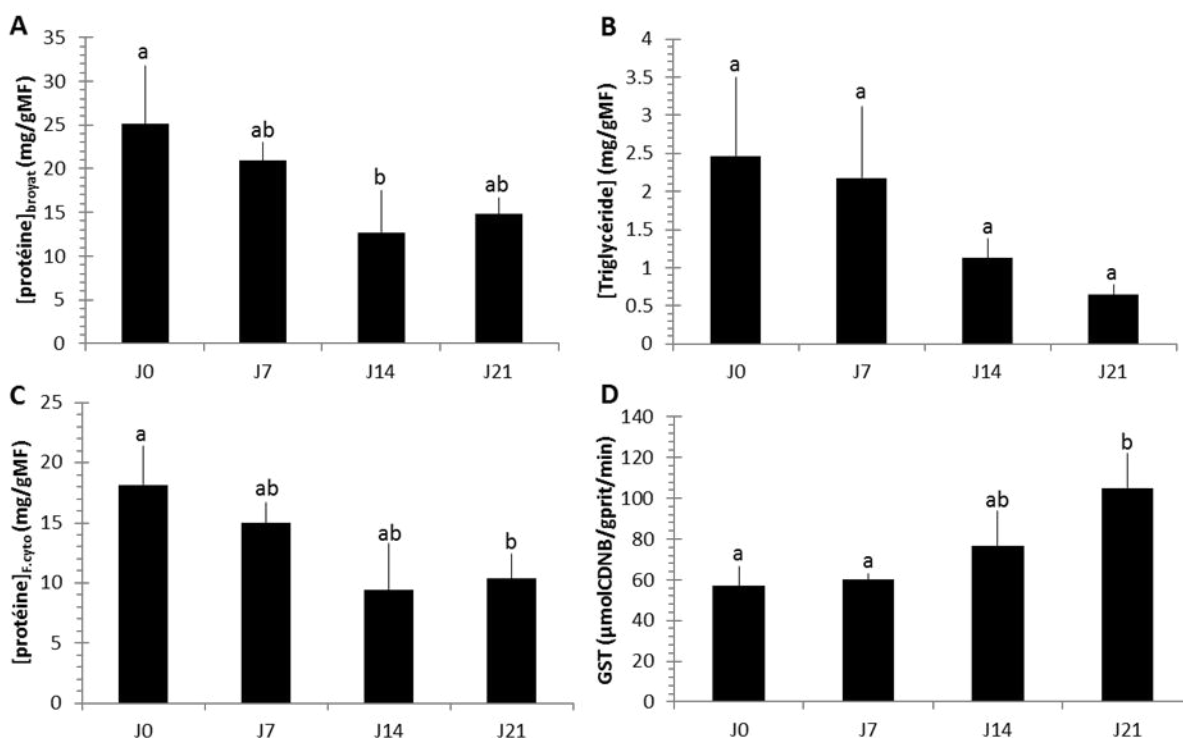 A
[protéine]broyat (mg/gMF)
35
30
25
20
15
10
5
0
a
ab
b
ab
J0 J7 J14 J21
B
[Triglycéride] (mg/gMF)
4
3.5
3
2.5
2
1.5
1
0.5
0
a
a
a
a
J0 J7 J14 J21
C
[protéine]F.cyto (mg/gMF)
25
20
15
10
5
0
a
ab
ab
b
J0 J7 J14 J21
D
GST (µmolCDNB/gprit/min)
140
120
100
80
60
40
20
0
a
a
ab
b
J0 J7 J14 J21